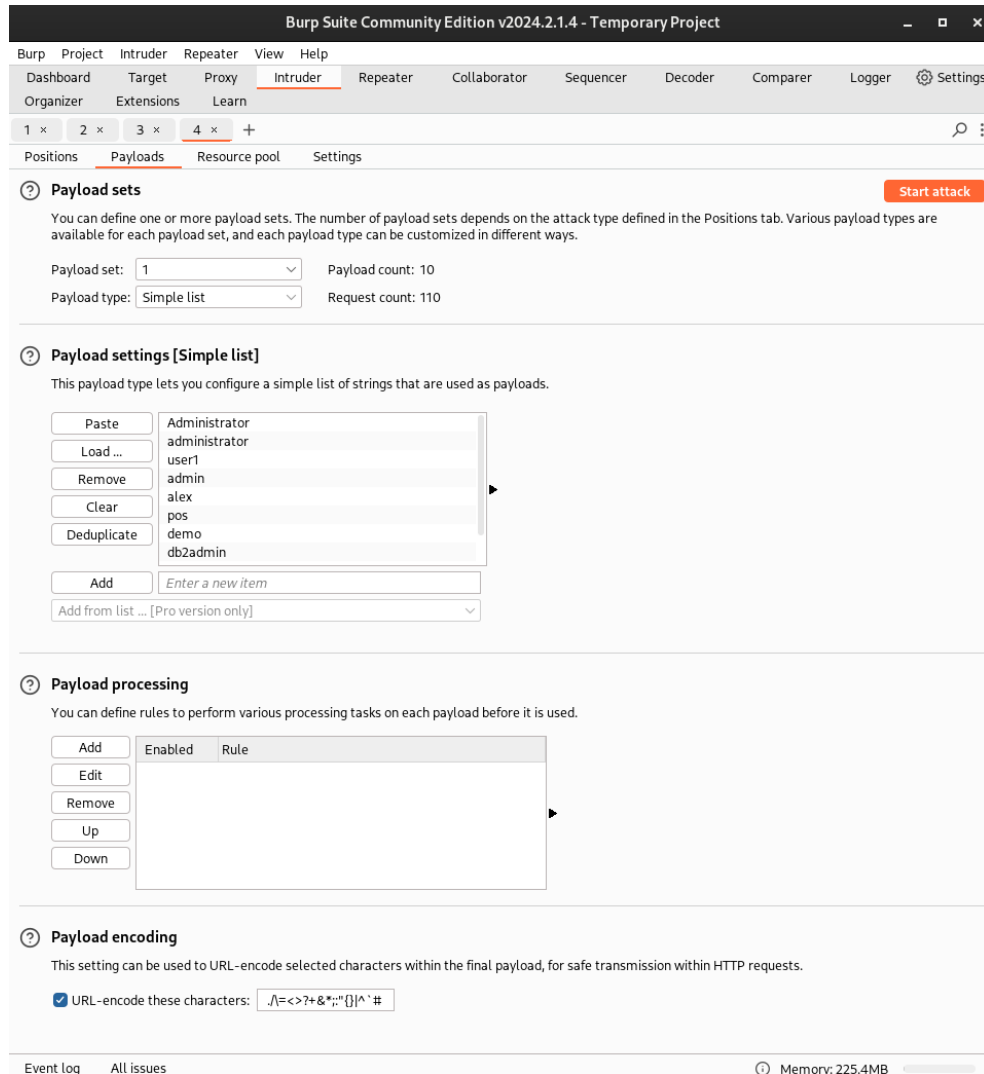 Burp Suite Community Edition v2024.2.1.4 - Temporary Project
Burp Project Intruder Repeater View Help
Dashboard Target Proxy Intruder Repeater Collaborator Sequencer Decoder Comparer Logger Settings
Organizer Extensions Learn
1 × 2 × 3 × 4 × +
Positions Payloads Resource pool Settings
? Payload sets
Start attack
You can define one or more payload sets. The number of payload sets depends on the attack type defined in the Positions tab. Various payload types are
available for each payload set, and each payload type can be customized in different ways.
Payload set: 1 Payload count: 10
Payload type: Simple list Request count: 110
? Payload settings [Simple list]
This payload type lets you configure a simple list of strings that are used as payloads.
Paste
Load ...
Remove
Clear
Deduplicate
Administrator
administrator
user1
admin
alex
pos
demo
db2admin
Add Enter a new item
Add from list ... [Pro version only]
? Payload processing
You can define rules to perform various processing tasks on each payload before it is used.
Add
Edit
Remove
Up
Down
Enabled Rule
? Payload encoding
This setting can be used to URL-encode selected characters within the final payload, for safe transmission within HTTP requests.
URL-encode these characters: ./\=<>?+&*;:"{}|^`#
Event log All issues Memory: 225.4MB